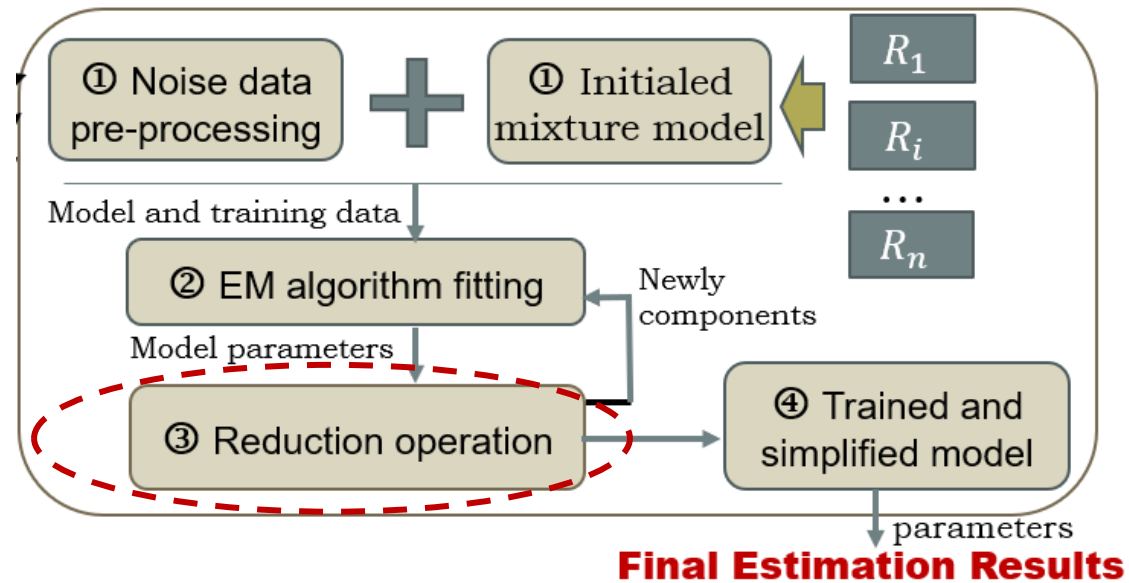 ① Noise data
pre-processing
① Initialed
mixture model
R₁
Rᵢ
...
Rₙ
Model and training data
② EM algorithm fitting
Newly
components
Model parameters
③ Reduction operation
④ Trained and
simplified model
parameters
Final Estimation Results